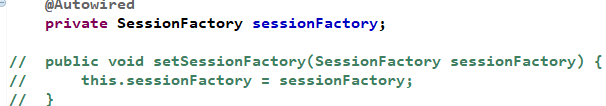 @Autowired
private SessionFactory sessionFactory;
//  public void setSessionFactory(SessionFactory sessionFactory) {
//      this.sessionFactory = sessionFactory;
//  }